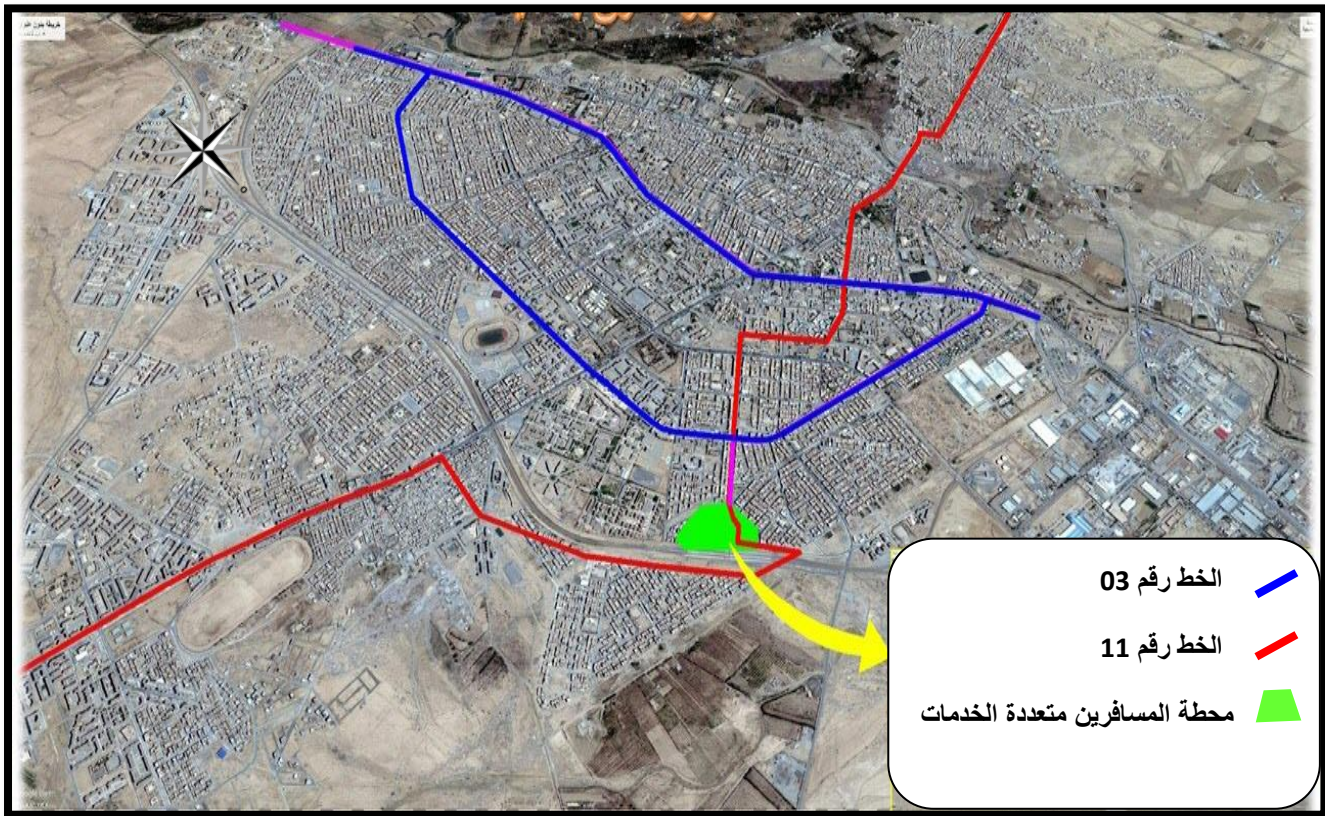 الخط رقم 03
الخط رقم 11
محطة المسافرين متعددة الخدمات